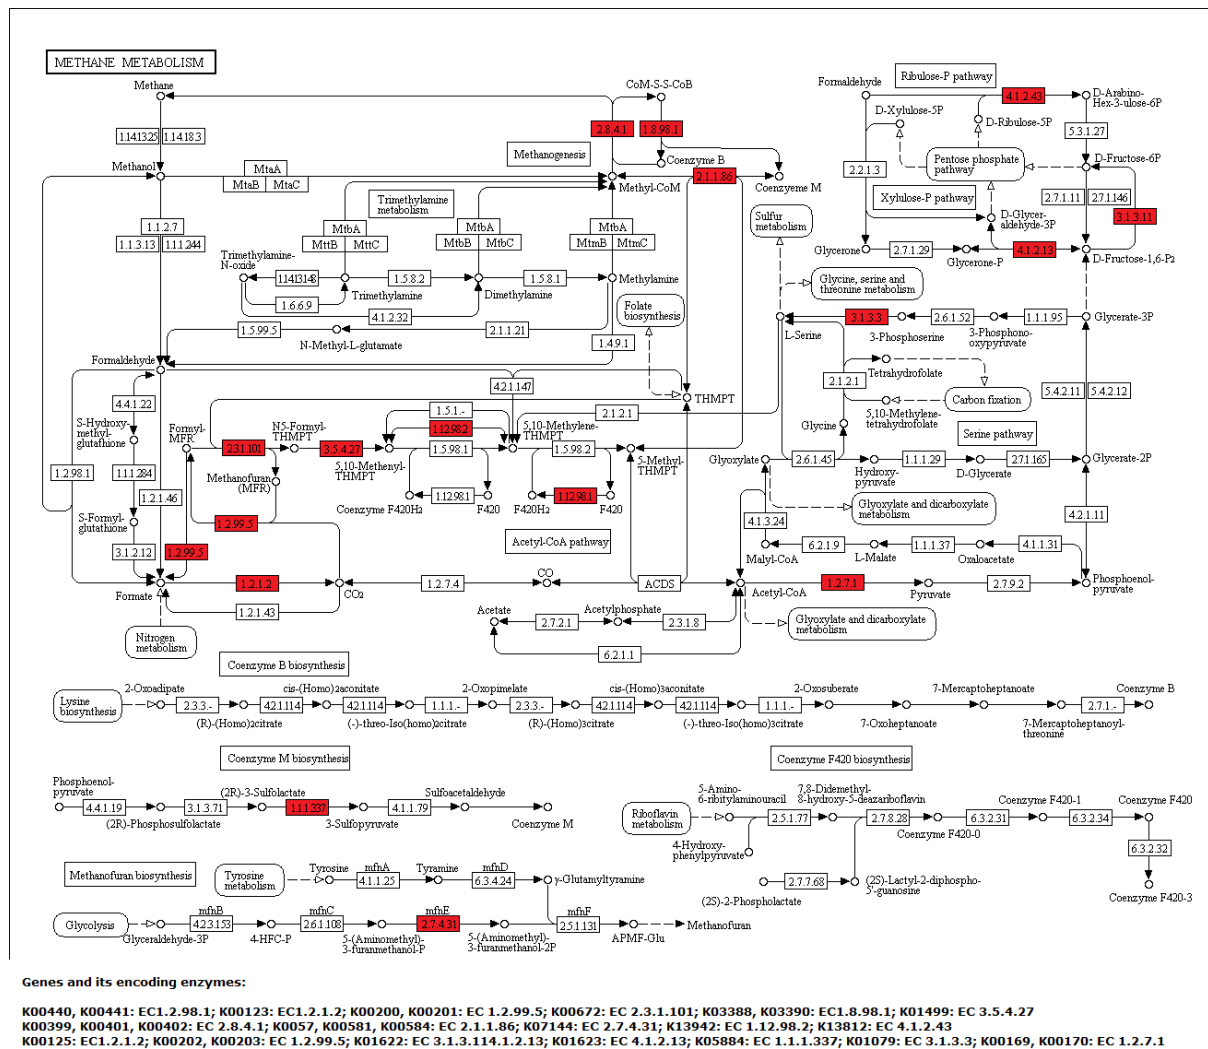 METHANE METABOLISM
Methane
CoM-S-S-CoB
Formaldehyde
Ribulose-P pathway
D-Arabino-
Hex-3-ulose-6P
4.1.2.43
D-Xylulose-5P
D-Ribulose-5P
1.14.13.25
1.14.18.3
2.8.4.1
1.8.98.1
5.3.1.27
Methanogenesis
Coenzyme B
Methanol
MtaA
MtaB
MtaC
Methyl-CoM
2.1.1.86
Coenzyeme M
2.2.1.3
Pentose phosphate
pathway
D-Fructose-6P
Xylulose-P pathway
2.7.1.11
2.7.1.146
Trimethylamine
metabolism
Sulfur
metabolism
D-Glycer-
aldehyde-3P
3.1.3.11
1.1.2.7
1.1.3.13
1.1.1.244
MtbA
MttB
MttC
MtbA
MtbB
MtbC
MtbA
MtmB
MtmC
Glycerone
2.7.1.29
Glycerone-P
4.1.2.13
D-Fructose-1,6-P2
Trimethylamine-
N-oxide
1.14.13.148
Trimethylamine
1.5.8.2
Dimethylamine
1.5.8.1
Methylamine
Glycine, serine and
threonine metabolism
1.6.6.9
4.1.2.32
Folate
biosynthesis
1.5.99.5
N-Methyl-L-glutamate
2.1.1.21
1.4.9.1
L-Serine
3.1.3.3
3-Phosphoserine
2.6.1.52
3-Phosphono-
oxypyruvate
1.1.1.95
Glycerate-3P
Formaldehyde
4.2.1.147
THMPT
2.1.2.1
Tetrahydrofolate
5.4.2.11
5.4.2.12
4.4.1.22
S-Hydroxy-
methyl-
glutathione
Formyl-
MFR
N5-Formyl-
THMPT
1.5.1.-
1.12.98.2
2.1.2.1
5,10-Methylene-
THMPT
5,10-Methylene-
tetrahydrofolate
Carbon fixation
Glycine
Serine pathway
2.3.1.101
3.5.4.27
5,10-Methenyl-
THMPT
1.5.98.1
1.5.98.2
5-Methyl-
THMPT
Glyoxylate
2.6.1.45
Hydroxy-
pyruvate
1.1.1.29
D-Glycerate
2.7.1.165
Glycerate-2P
1.2.98.1
1.1.1.284
Methanofuran
(MFR)
1.2.1.46
1.12.98.1
Coenzyme F420H2
F420
1.12.98.1
F420H2
F420
Glyoxylate and dicarboxylate
metabolism
S-Formyl-
glutathione
1.2.99.5
4.1.3.24
4.2.1.11
Acetyl-CoA pathway
3.1.2.12
1.2.99.5
Malyl-CoA
6.2.1.9
L-Malate
1.1.1.37
Oxaloacetate
4.1.1.31
Formate
1.2.1.2
CO2
1.2.7.4
CO
ACDS
Acetyl-CoA
1.2.7.1
Pyruvate
2.7.9.2
Phosphoenol-
pyruvate
1.2.1.43
Nitrogen
metabolism
Acetate
2.7.2.1
Acetylphosphate
2.3.1.8
6.2.1.1
Glyoxylate and dicarboxylate
metabolism
Coenzyme B biosynthesis
Lysine
biosynthesis
2-Oxoadipate
2.3.3.-
(R)-(Homo)2citrate
4.2.1.114
cis-(Homo)2aconitate
4.2.1.114
(-)-threo-Iso(homo)2citrate
1.1.1.-
2-Oxopimelate
2.3.3.-
(R)-(Homo)3citrate
4.2.1.114
cis-(Homo)3aconitate
4.2.1.114
(-)-threo-Iso(homo)3citrate
1.1.1.-
2-Oxosuberate
7-Oxoheptanoate
7-Mercaptoheptanoate
7-Mercaptoheptanoyl-
threonine
2.7.1.-
Coenzyme B
Coenzyme M biosynthesis
Phosphoenol-
pyruvate
4.4.1.19
(2R)-Phosphosulfolactate
3.1.3.71
(2R)-3-Sulfolactate
1.1.1.337
3-Sulfopyruvate
4.1.1.79
Sulfoacetaldehyde
Coenzyme M
Coenzyme F420 biosynthesis
Riboflavin
metabolism
5-Amino-
6-ribitylaminouracil
4-Hydroxy-
phenylpyruvate
2.5.1.77
7,8-Didemethyl-
8-hydroxy-5-deazariboflavin
2.7.8.28
Coenzyme F420-0
6.3.2.31
Coenzyme F420-1
6.3.2.34
Coenzyme F420
6.3.2.32
Coenzyme F420-3
(2S)-2-Phospholactate
2.7.7.68
(2S)-Lactyl-2-diphospho-
5'-guanosine
Methanofuran biosynthesis
Tyrosine
metabolism
Tyrosine
mfnA
4.1.1.25
Tyramine
mfnD
6.3.4.24
γ-Glutamyltyramine
Glycolysis
Glyceraldehyde-3P
mfnB
4.2.3.153
4-HFC-P
mfnC
2.6.1.108
5-(Aminomethyl)-
3-furanmethanol-P
mfnE
2.7.4.31
5-(Aminomethyl)-
3-furanmethanol-2P
mfnF
2.5.1.131
APMF-Glu
Methanofuran
Genes and its encoding enzymes:
K00440, K00441: EC1.2.98.1; K00123: EC1.2.1.2; K00200, K00201: EC 1.2.99.5; K00672: EC 2.3.1.101; K03388, K03390: EC1.8.98.1; K01499: EC 3.5.4.27
K00399, K00401, K00402: EC 2.8.4.1; K0057, K00581, K00584: EC 2.1.1.86; K07144: EC 2.7.4.31; K13942: EC 1.12.98.2; K13812: EC 4.1.2.43
K00125: EC1.2.1.2; K00202, K00203: EC 1.2.99.5; K01622: EC 3.1.3.114.1.2.13; K01623: EC 4.1.2.13; K05884: EC 1.1.1.337; K01079: EC 3.1.3.3; K00169, K00170: EC 1.2.7.1